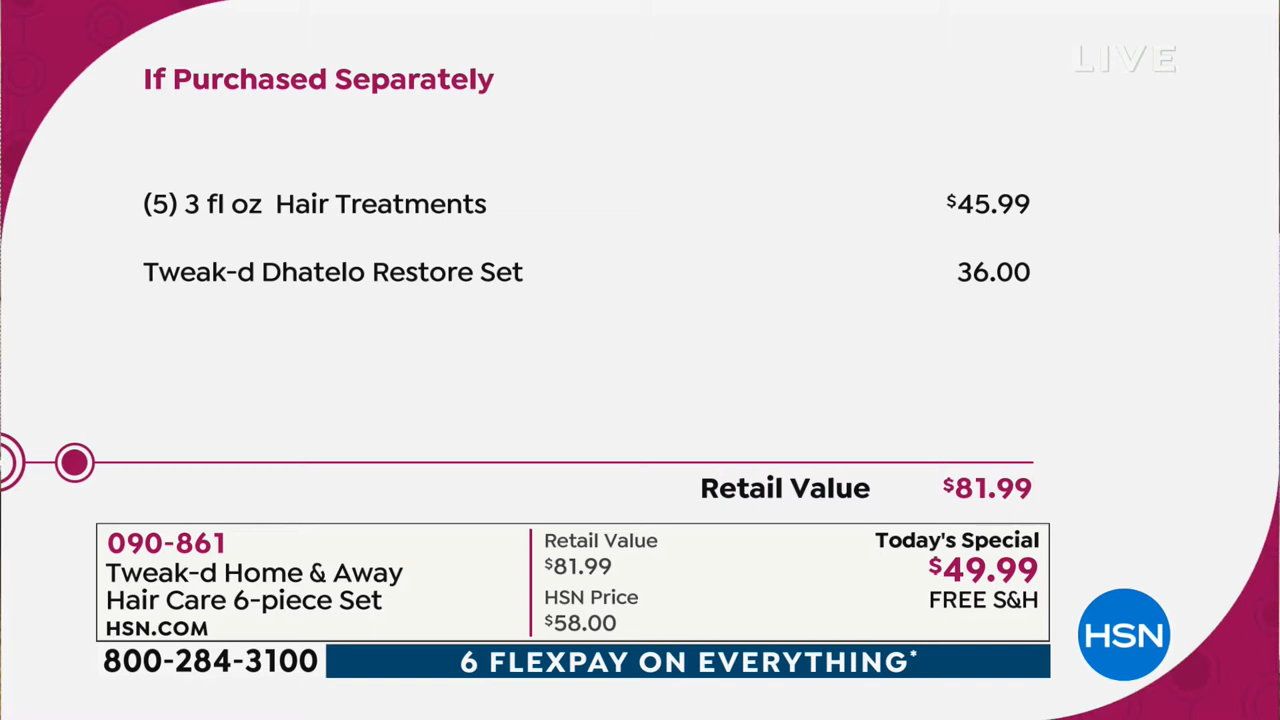 LIVE
If Purchased Separately
(5) 3 fl oz Hair Treatments $45.99
Tweak-d Dhatelo Restore Set 36.00
Retail Value $81.99
090-861
Tweak-d Home & Away
Hair Care 6-piece Set
HSN.COM
Retail Value
$81.99
HSN Price
$58.00
Today's Special
$49.99
FREE S&H
HSN
800-284-3100
6 FLEXPAY ON EVERYTHING*